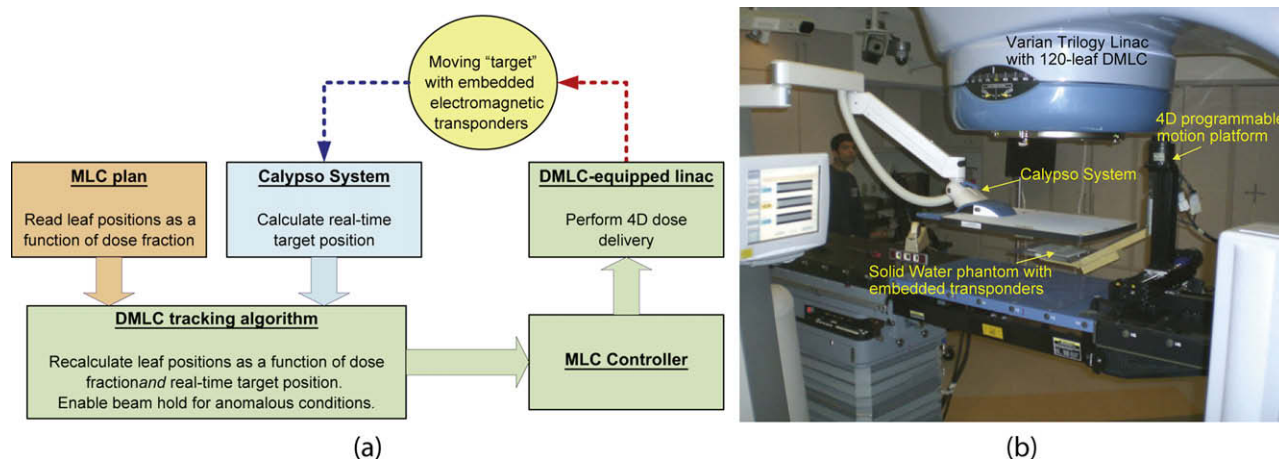 Moving “target”
with embedded
electromagnetic
transponders
MLC plan
Read leaf positions as a
function of dose fraction
Calypso System
Calculate real-time
target position
DMLC-equipped linac
Perform 4D dose
delivery
DMLC tracking algorithm
Recalculate leaf positions as a function of dose
fractionand real-time target position.
Enable beam hold for anomalous conditions.
MLC Controller
(a)
Varian Trilogy Linac
with 120-leaf DMLC
4D programmable
motion platform
Calypso System
Solid Water phantom with
embedded transponders
(b)